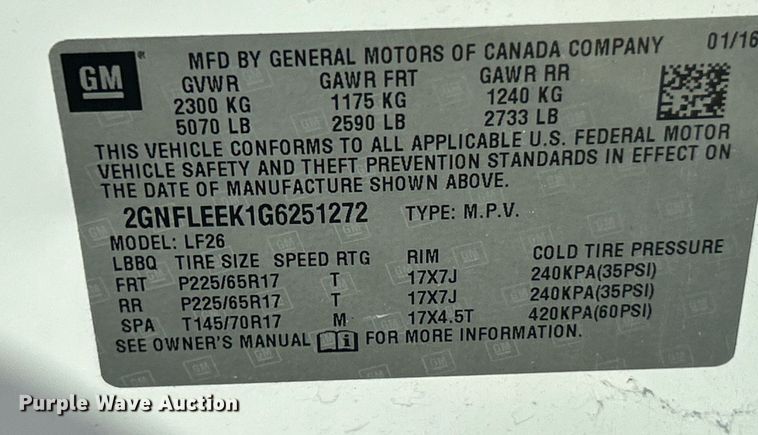 GM MFD BY GENERAL MOTORS OF CANADA COMPANY 01/16
GVWR GAWR FRT GAWR RR
2300 KG 1175 KG 1240 KG
5070 LB 2590 LB 2733 LB
THIS VEHICLE CONFORMS TO ALL APPLICABLE U.S. FEDERAL MOTOR
VEHICLE SAFETY AND THEFT PREVENTION STANDARDS IN EFFECT ON
THE DATE OF MANUFACTURE SHOWN ABOVE.
2GNFLEEK1G6251272 TYPE: M.P.V.
MODEL: LF26
LBBQ TIRE SIZE SPEED RTG RIM COLD TIRE PRESSURE
FRT P225/65R17 T 17X7J 240KPA(35PSI)
RR P225/65R17 T 17X7J 240KPA(35PSI)
SPA T145/70R17 M 17X4.5T 420KPA(60PSI)
SEE OWNER'S MANUAL i FOR MORE INFORMATION.
Purple Wave Auction